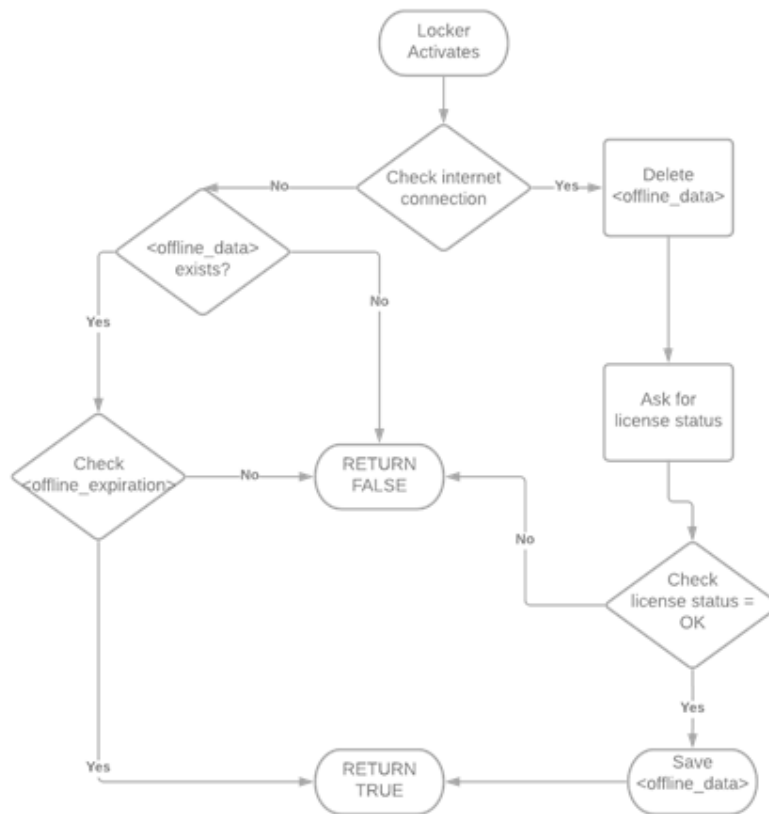 Locker
Activates
Check internet
connection
No
Yes
Delete
<offline_data>
<offline_data>
exists?
No
Yes
Ask for
license status
Check
<offline_expiration>
No
RETURN
FALSE
No
Check
license status =
OK
Yes
Yes
RETURN
TRUE
Save
<offline_data>